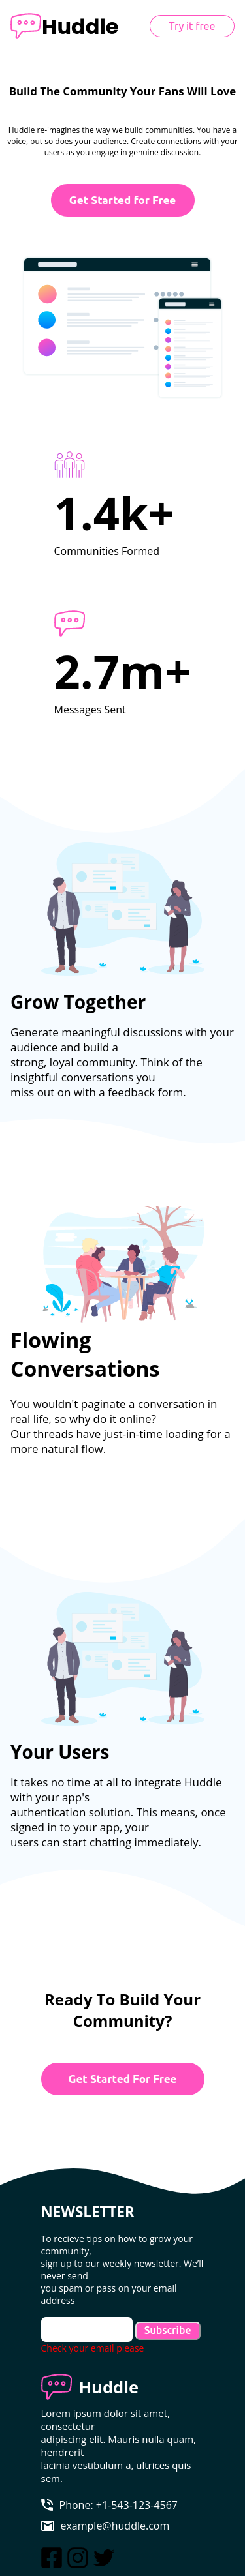 Huddle
Try it free
Build The Community Your Fans Will Love
Huddle re-imagines the way we build communities. You have a
voice, but so does your audience. Create connections with your
users as you engage in genuine discussion.
Get Started for Free
1.4k+
Communities Formed
2.7m+
Messages Sent
Grow Together
Generate meaningful discussions with your
audience and build a
strong, loyal community. Think of the
insightful conversations you
miss out on with a feedback form.
Flowing
Conversations
You wouldn't paginate a conversation in
real life, so why do it online?
Our threads have just-in-time loading for a
more natural flow.
Your Users
It takes no time at all to integrate Huddle
with your app's
authentication solution. This means, once
signed in to your app, your
users can start chatting immediately.
Ready To Build Your
Community?
Get Started For Free
NEWSLETTER
To recieve tips on how to grow your
community,
sign up to our weekly newsletter. We'll
never send
you spam or pass on your email
address
Subscribe
Check your email please
Huddle
Lorem ipsum dolor sit amet,
consectetur
adipiscing elit. Mauris nulla quam,
hendrerit
lacinia vestibulum a, ultrices quis
sem.
Phone: +1-543-123-4567
example@huddle.com